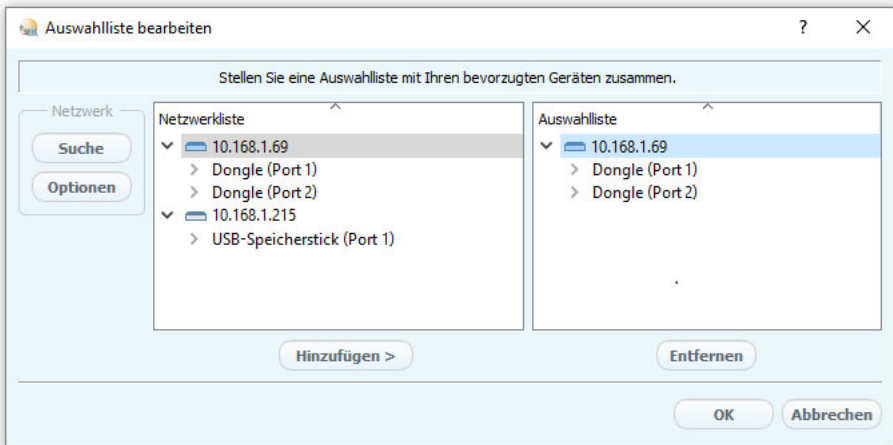 Auswahlliste bearbeiten
Stellen Sie eine Auswahlliste mit Ihren bevorzugten Geräten zusammen.
Netzwerk
Suche
Optionen
Netzwerkliste
10.168.1.69
Dongle (Port 1)
Dongle (Port 2)
10.168.1.215
USB-Speicherstick (Port 1)
Hinzufügen >
Auswahlliste
10.168.1.69
Dongle (Port 1)
Dongle (Port 2)
Entfernen
OK
Abbrechen